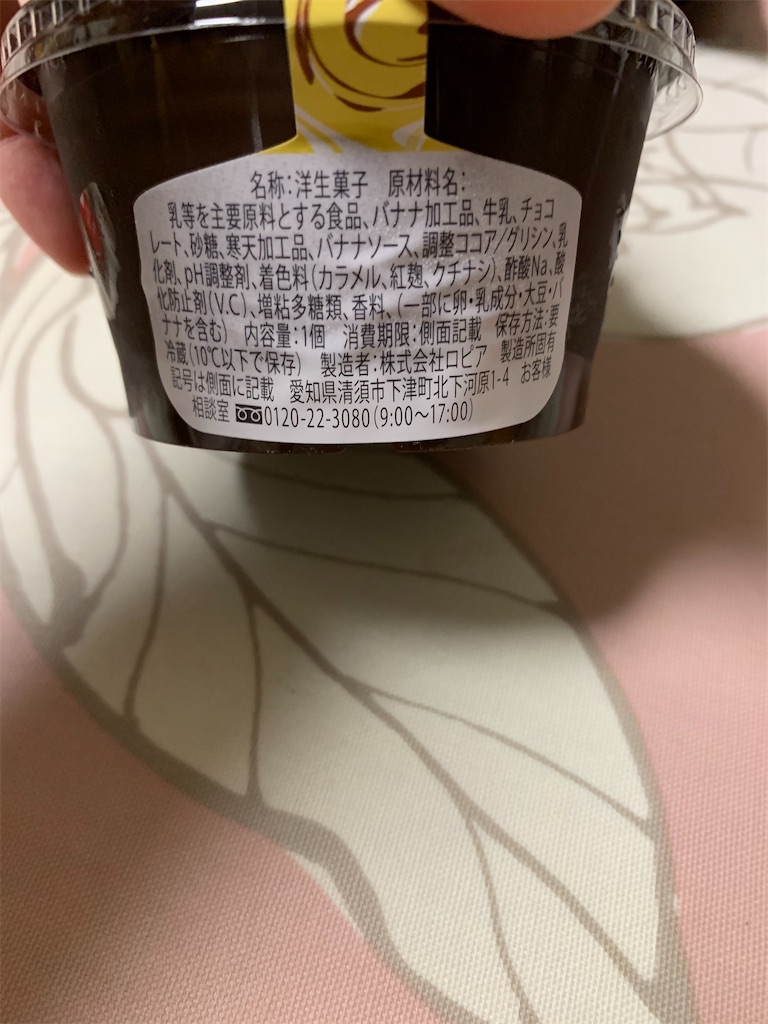 名称:洋生菓子 原材料名:
乳等を主要原料とする食品、バナナ加工品、牛乳、チョコ
レート、砂糖、寒天加工品、バナナソース、調整ココア/グリシン、乳
化剤、pH調整剤、着色料(カラメル、紅麹、クチナシ)、酢酸Na、酸
化防止剤(V.C)、増粘多糖類、香料、(一部に卵・乳成分・大豆・バ
ナナを含む) 内容量:1個 消費期限:側面記載 保存方法:要
冷蔵(10℃以下で保存) 製造者:株式会社ロピア 製造所固有
記号は側面に記載 愛知県清須市下津町北下河原1-4 お客様
相談室 0120-22-3080(9:00～17:00)